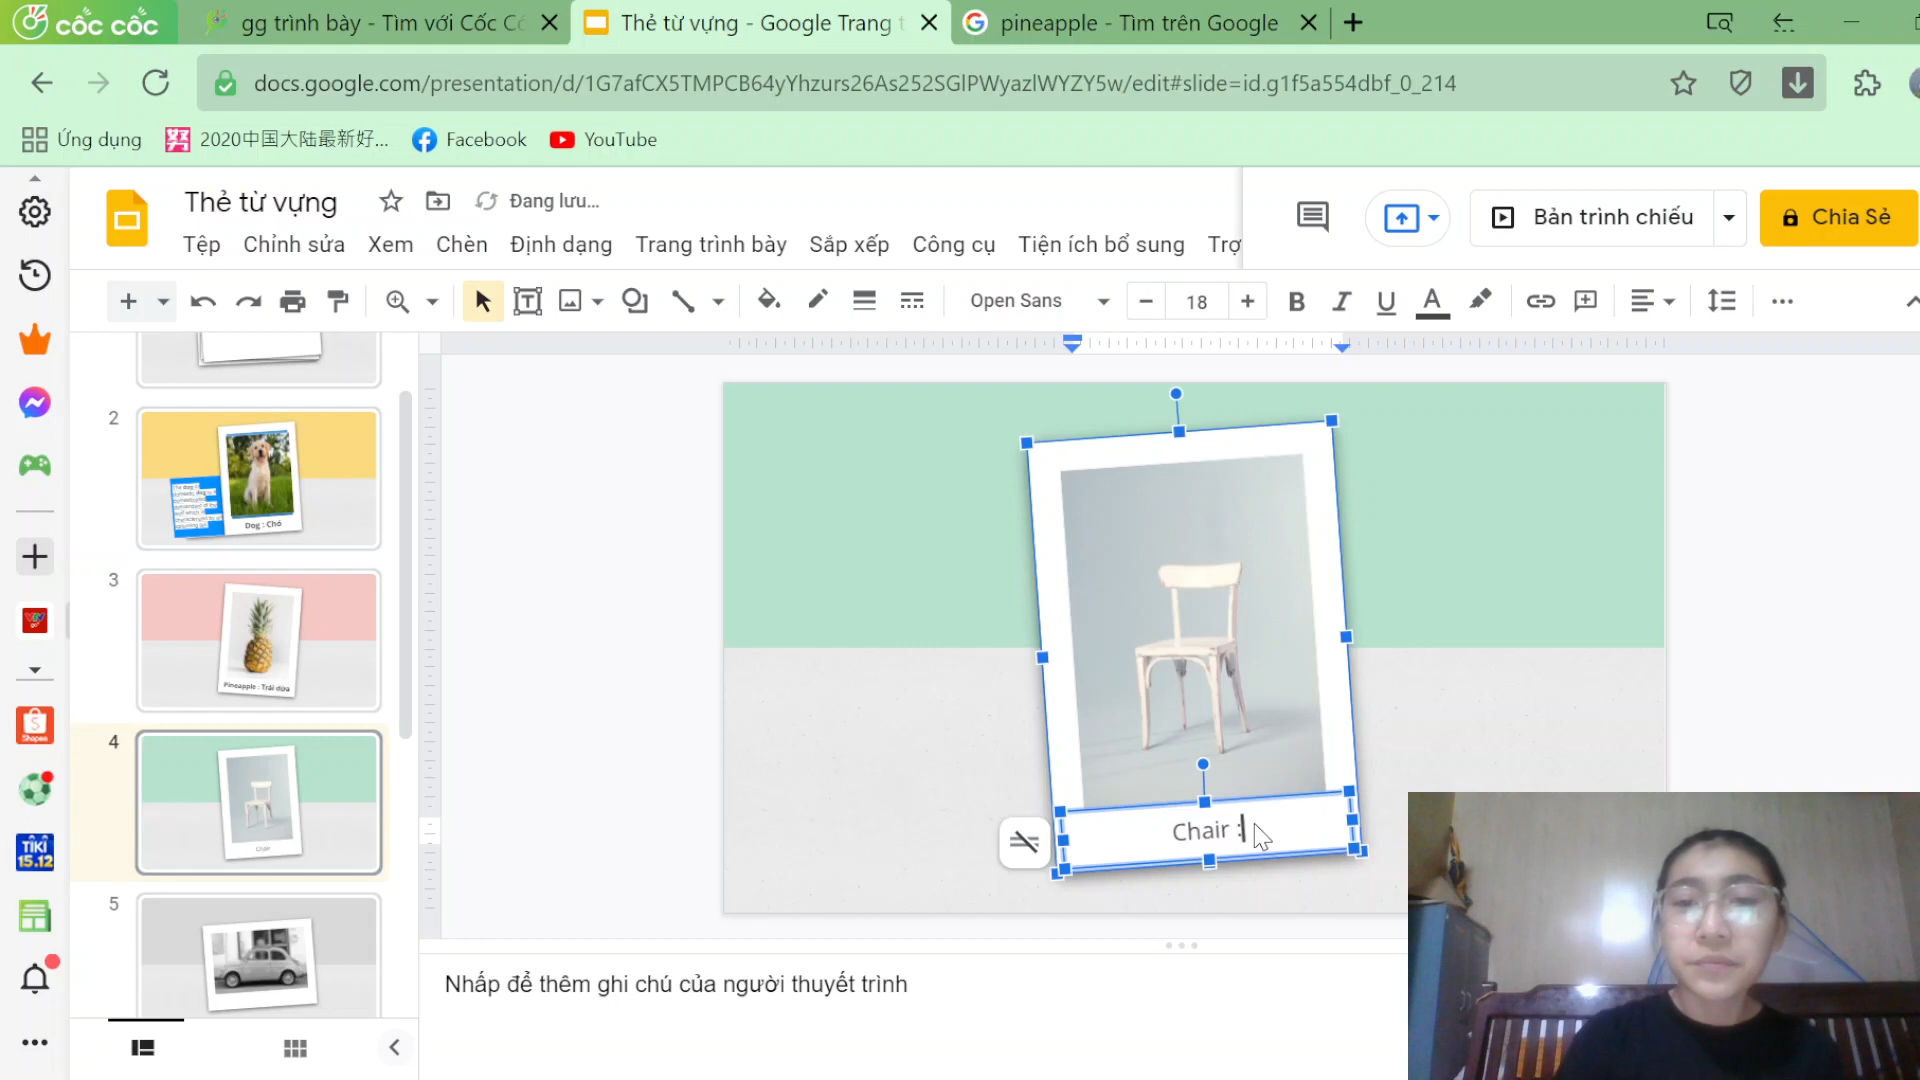 cốc cốc
gg trình bày - Tìm với Cốc Cố
Thẻ từ vựng - Google Trang t
pineapple - Tìm trên Google
docs.google.com/presentation/d/1G7afCX5TMPCB64yYhzurs26As252SGlPWyazlWYZY5w/edit#slide=id.g1f5a554dbf_0_214
Ứng dụng
2020中国大陆最新好...
Facebook
YouTube
Thẻ từ vựng
Đang lưu...
Bản trình chiếu
Chia Sẻ
Tệp Chỉnh sửa Xem Chèn Định dạng Trang trình bày Sắp xếp Công cụ Tiện ích bổ sung Trợ
Open Sans
18
2
Dog : Chó
3
Pineapple : Trái dứa
4
Chair
5
Chair :
Shopee
TIKI
15.12
Nhấp để thêm ghi chú của người thuyết trình